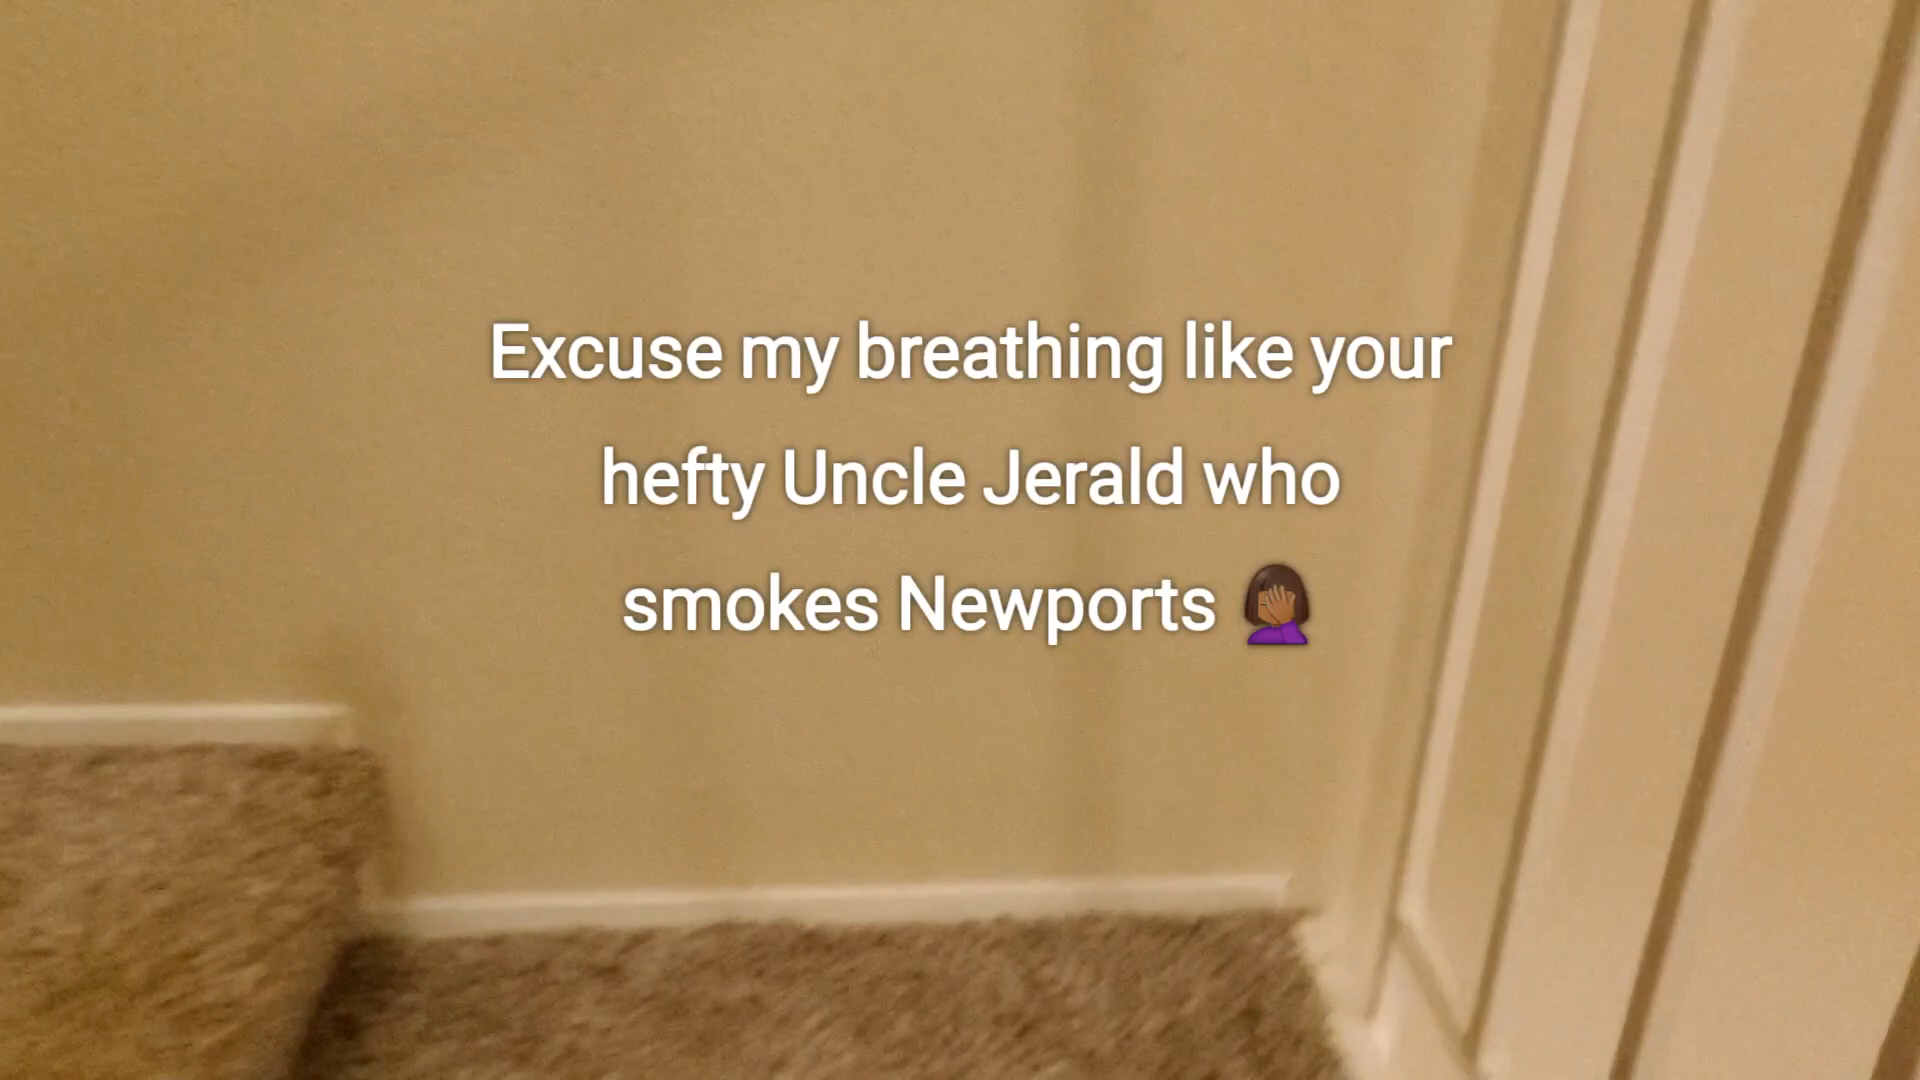 Excuse my breathing like your
hefty Uncle Jerald who
smokes Newports 🤦🏾‍♀️